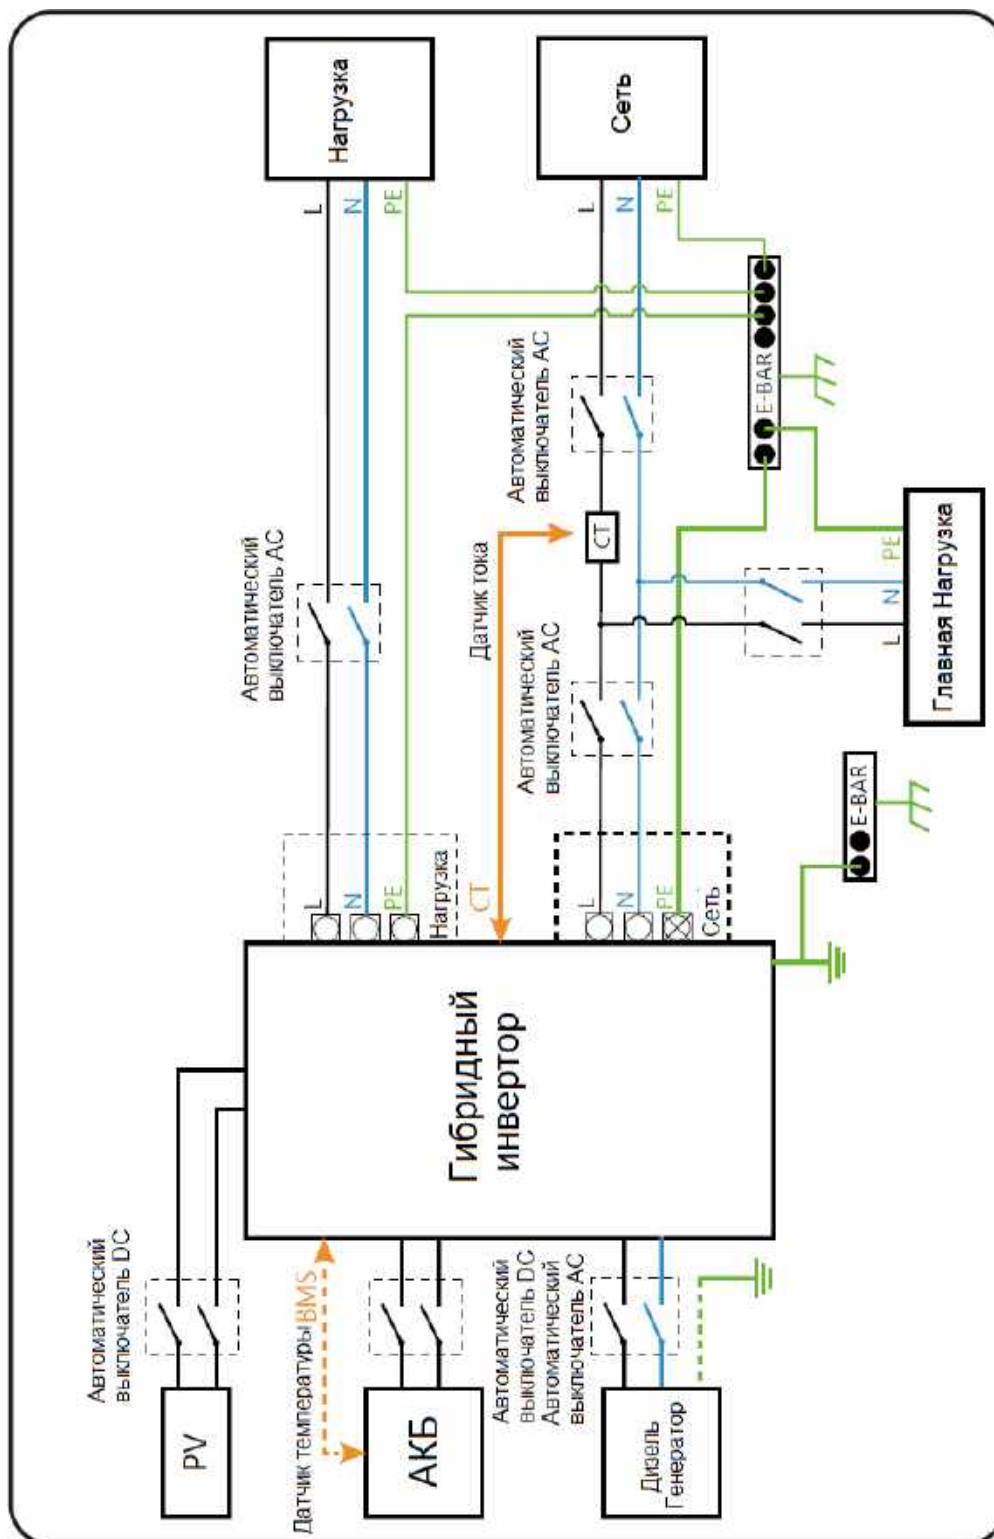 PV
Автоматический
выключатель DC
Датчик температуры BMS
АКБ
Автоматический
выключатель DC
Автоматический
выключатель AC
Дизель
Генератор
Гибридный
инвертор
L
N
PE
Нагрузка
CT
L
N
PE
Сеть
Автоматический
выключатель AC
L
N
PE
Нагрузка
Датчик тока
Автоматический
выключатель AC
CT
Автоматический
выключатель AC
L
N
PE
Сеть
E-BAR
E-BAR
L
N
PE
Главная Нагрузка